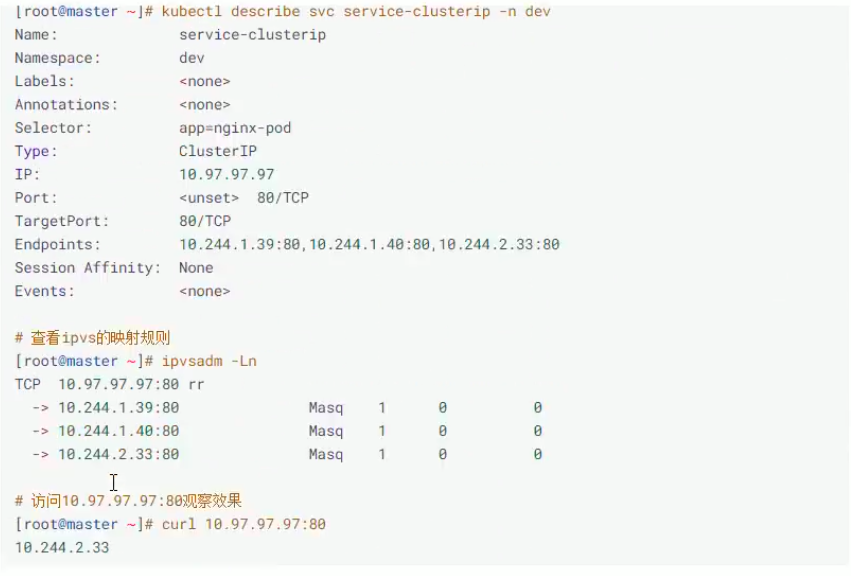 [root@master ~]# kubectl describe svc service-clusterip -n dev
Name: service-clusterip
Namespace: dev
Labels: <none>
Annotations: <none>
Selector: app=nginx-pod
Type: ClusterIP
IP: 10.97.97.97
Port: <unset> 80/TCP
TargetPort: 80/TCP
Endpoints: 10.244.1.39:80,10.244.1.40:80,10.244.2.33:80
Session Affinity: None
Events: <none>
# 查看ipvs的映射规则
[root@master ~]# ipvsadm -Ln
TCP 10.97.97.97:80 rr
-> 10.244.1.39:80 Masq 1 0 0
-> 10.244.1.40:80 Masq 1 0 0
-> 10.244.2.33:80 Masq 1 0 0
# 访问10.97.97.97:80观察效果
[root@master ~]# curl 10.97.97.97:80
10.244.2.33